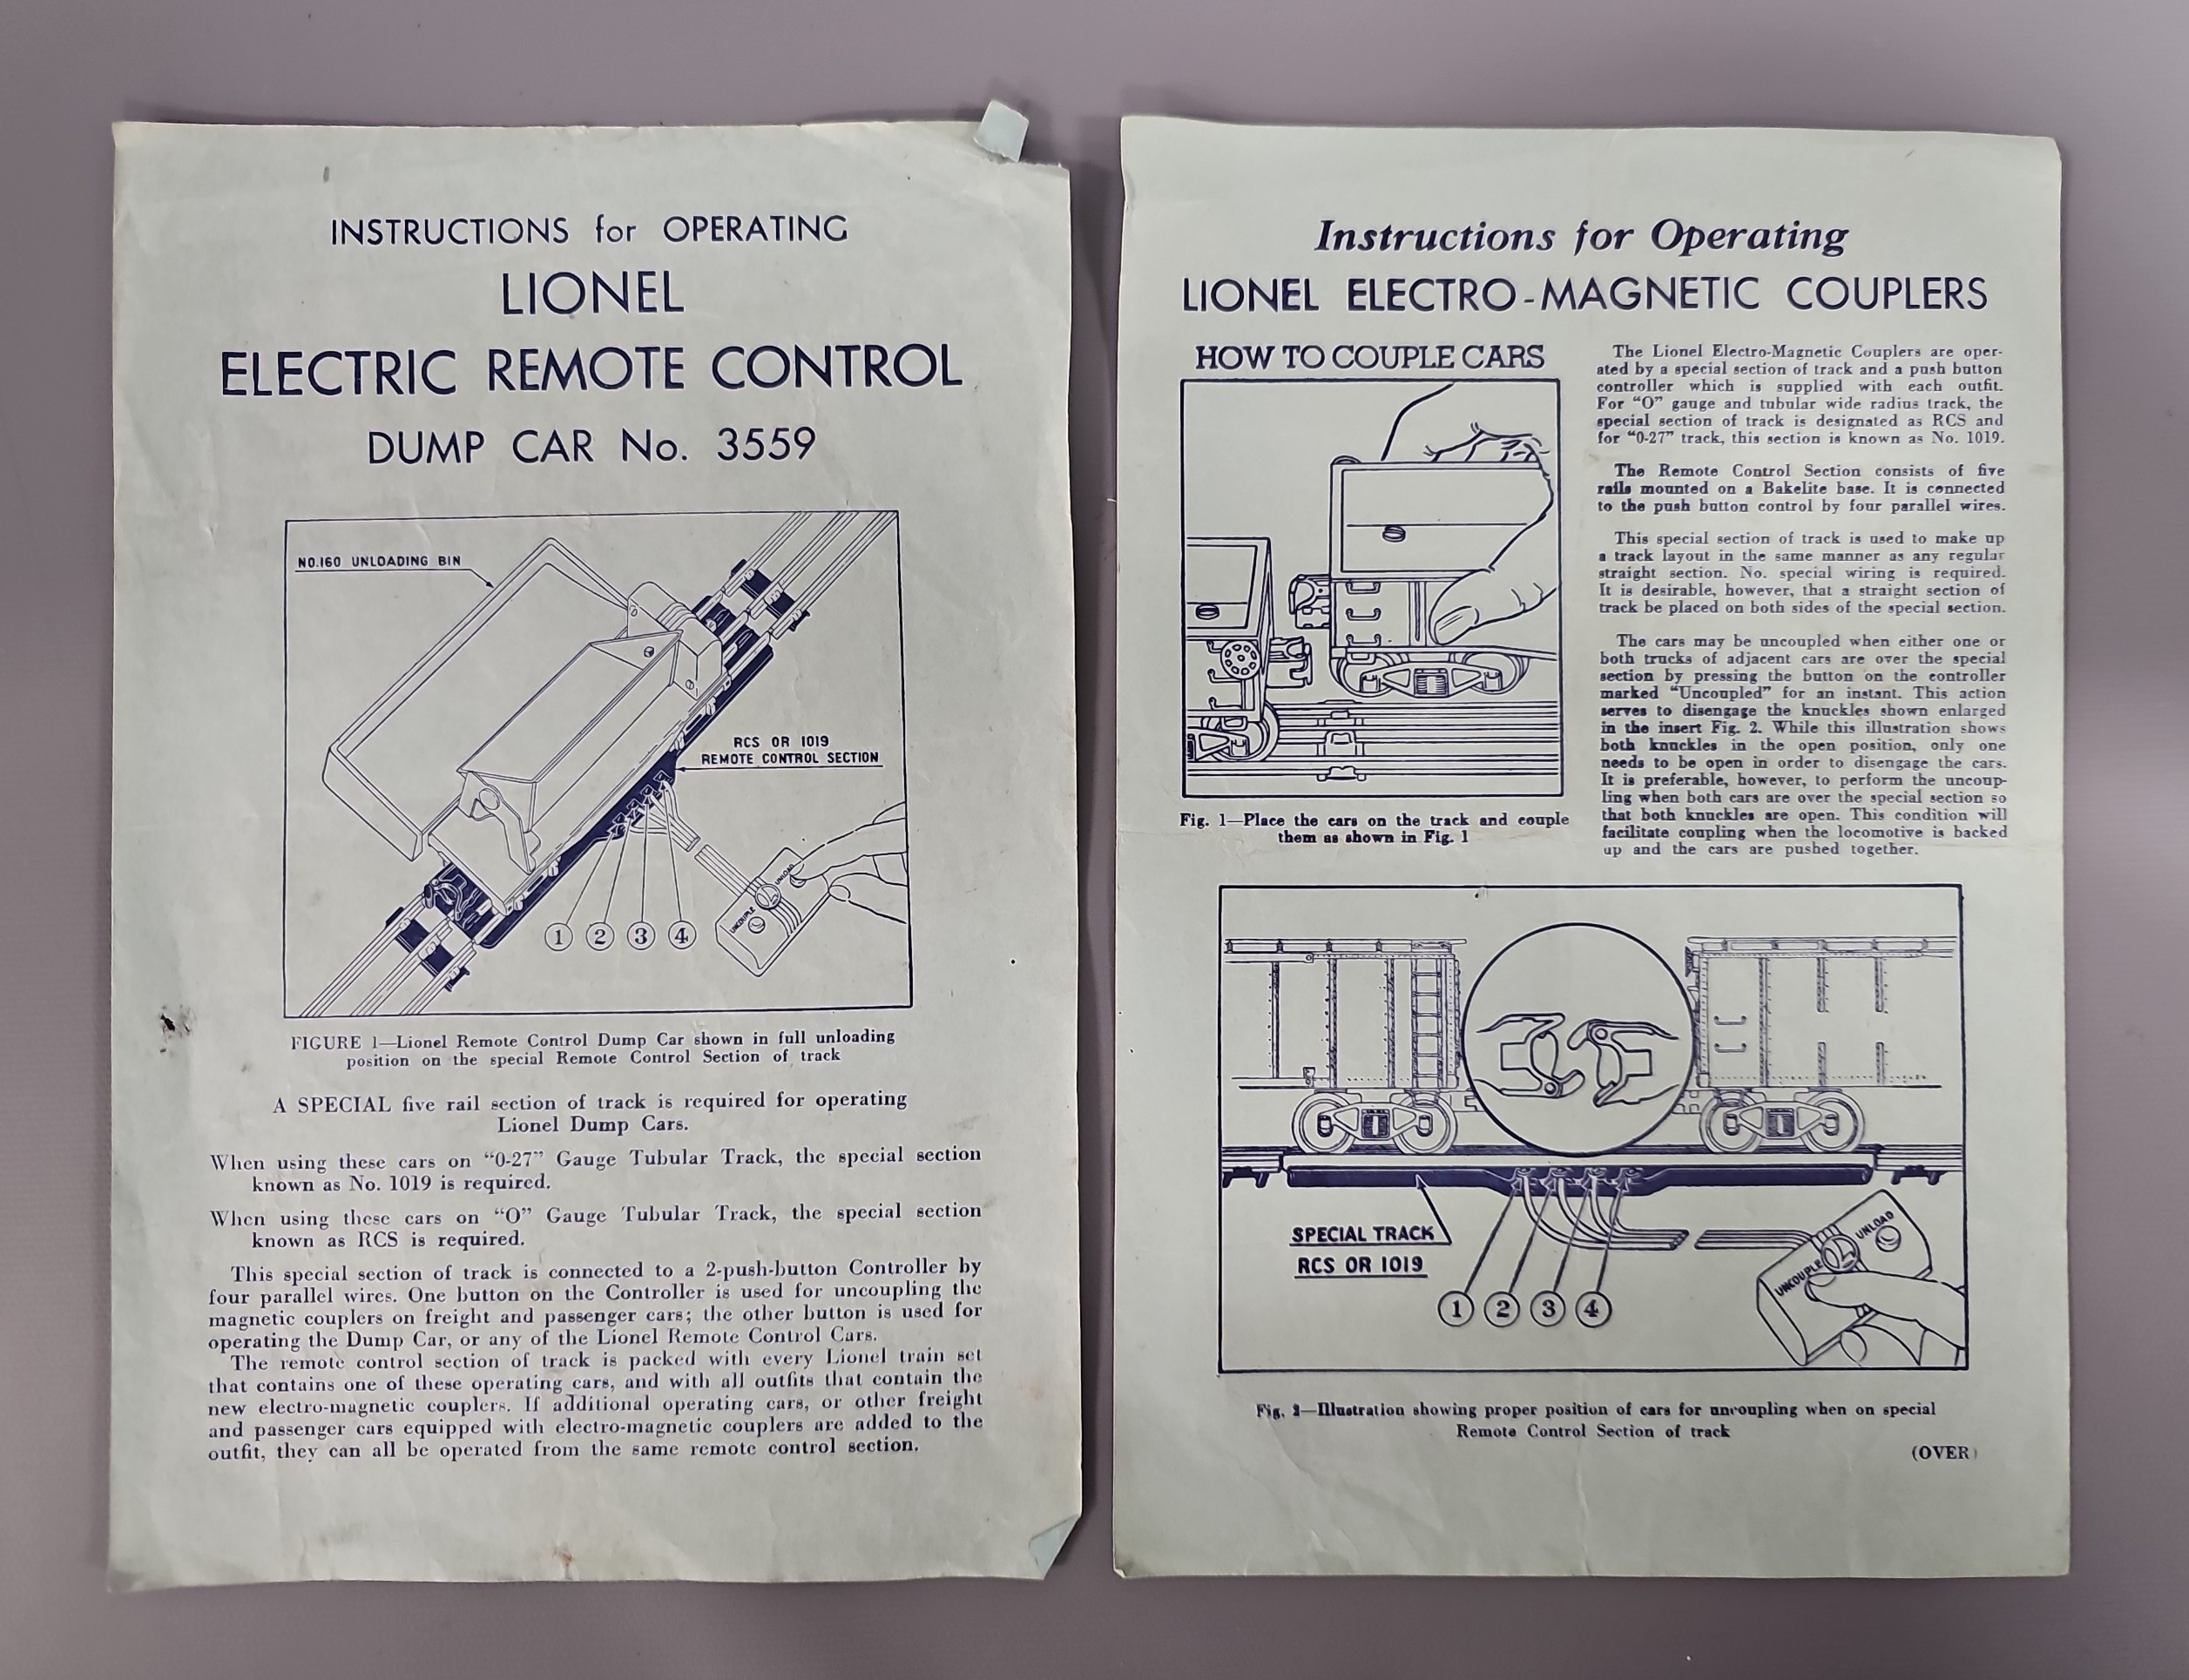 INSTRUCTIONS for OPERATING
LIONEL
ELECTRIC REMOTE CONTROL
DUMP CAR No. 3559
NO.160 UNLOADING BIN
RCS OR 1019
REMOTE CONTROL SECTION
UNLOAD
UNCOUPLE
1 2 3 4
FIGURE 1—Lionel Remote Control Dump Car shown in full unloading
position on the special Remote Control Section of track
A SPECIAL five rail section of track is required for operating
Lionel Dump Cars.
When using these cars on "0-27" Gauge Tubular Track, the special section
known as No. 1019 is required.
When using these cars on "O" Gauge Tubular Track, the special section
known as RCS is required.
This special section of track is connected to a 2-push-button Controller by
four parallel wires. One button on the Controller is used for uncoupling the
magnetic couplers on freight and passenger cars; the other button is used for
operating the Dump Car, or any of the Lionel Remote Control Cars.
The remote control section of track is packed with every Lionel train set
that contains one of these operating cars, and with all outfits that contain the
new electro-magnetic couplers. If additional operating cars, or other freight
and passenger cars equipped with electro-magnetic couplers are added to the
outfit, they can all be operated from the same remote control section.
Instructions for Operating
LIONEL ELECTRO-MAGNETIC COUPLERS
HOW TO COUPLE CARS
Fig. 1—Place the cars on the track and couple
them as shown in Fig. 1
The Lionel Electro-Magnetic Couplers are oper-
ated by a special section of track and a push button
controller which is supplied with each outfit.
For "O" gauge and tubular wide radius track, the
special section of track is designated as RCS and
for "0-27" track, this section is known as No. 1019.
The Remote Control Section consists of five
rails mounted on a Bakelite base. It is connected
to the push button control by four parallel wires.
This special section of track is used to make up
a track layout in the same manner as any regular
straight section. No. special wiring is required.
It is desirable, however, that a straight section of
track be placed on both sides of the special section.
The cars may be uncoupled when either one or
both trucks of adjacent cars are over the special
section by pressing the button on the controller
marked "Uncoupled" for an instant. This action
serves to disengage the knuckles shown enlarged
in the insert Fig. 2. While this illustration shows
both knuckles in the open position, only one
needs to be open in order to disengage the cars.
It is preferable, however, to perform the uncoup-
ling when both cars are over the special section so
that both knuckles are open. This condition will
facilitate coupling when the locomotive is backed
up and the cars are pushed together.
SPECIAL TRACK
RCS OR 1019
1 2 3 4
UNLOAD
UNCOUPLE
Fig. 2—Illustration showing proper position of cars for uncoupling when on special
Remote Control Section of track
(OVER)